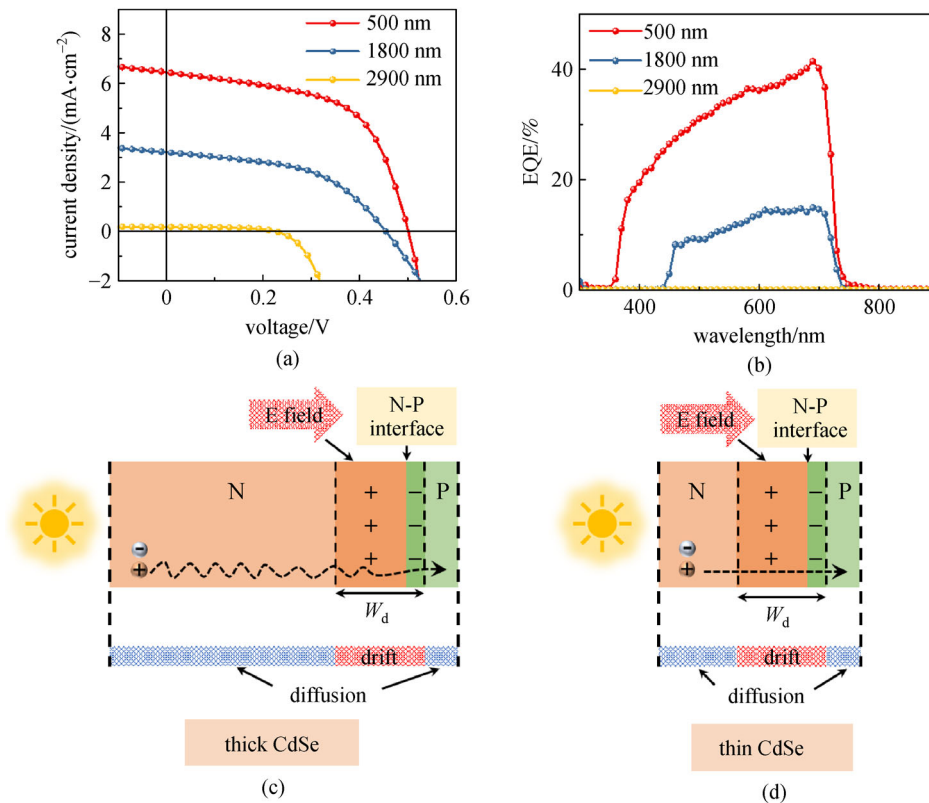 current density/(mA·cm⁻²)
8
6
4
2
0
−2
0
0.2
0.4
0.6
voltage/V
500 nm
1800 nm
2900 nm
(a)
EQE/%
40
20
0
400
600
800
wavelength/nm
500 nm
1800 nm
2900 nm
(b)
E field
N-P
interface
N
+
−
P
+
−
+
−
−
+
W_d
drift
diffusion
thick CdSe
(c)
E field
N-P
interface
N
+
−
P
+
−
+
−
−
+
W_d
drift
diffusion
thin CdSe
(d)